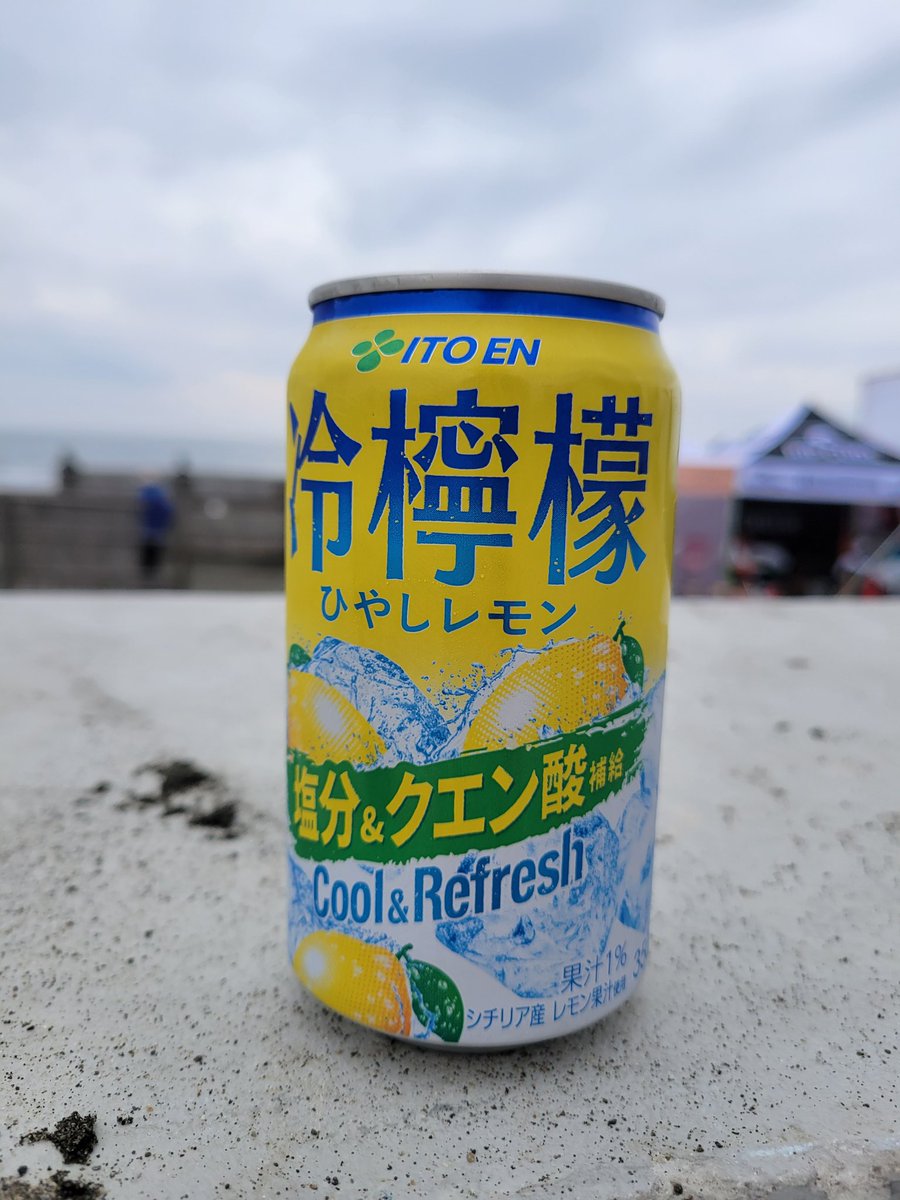 ITO EN
冷檸檬
ひやしレモン
塩分&クエン酸補給
Cool&Refresh
果汁1%
シチリア産 レモン果汁使用